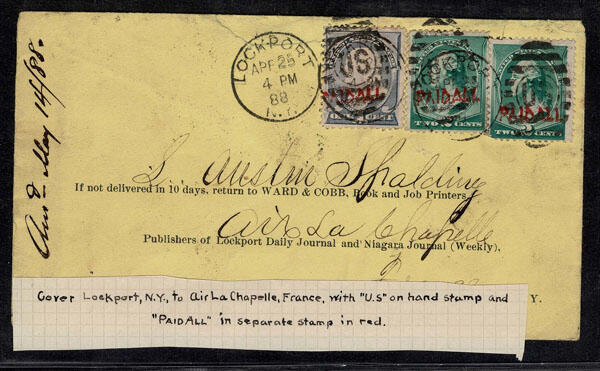 LOCKPORT
APR 25
4 PM
88
N.Y.
US
PAID ALL
PAID ALL
PAID ALL
TWO CENTS
TWO CENTS
Ans'd May 14/88.
L. Austin Spalding
If not delivered in 10 days, return to WARD & COBB, Book and Job Printers
Aix La Chapelle
Publishers of Lockport Daily Journal and Niagara Journal (Weekly),
Y.
Cover Lockport, N.Y., to Aix La Chapelle, France, with "U.S" on hand stamp and
"PAID ALL" in separate stamp in red.